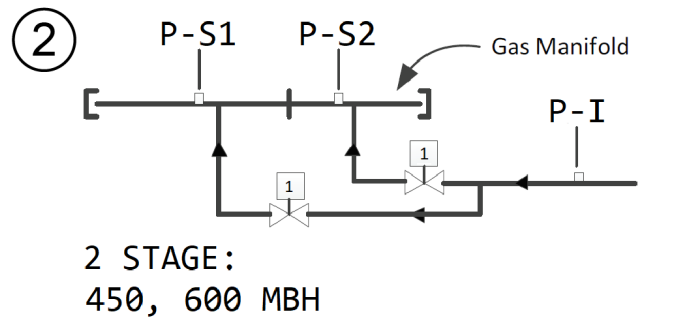 2
P-S1 P-S2
Gas Manifold
P-I
1
1
2 STAGE:
450, 600 MBH